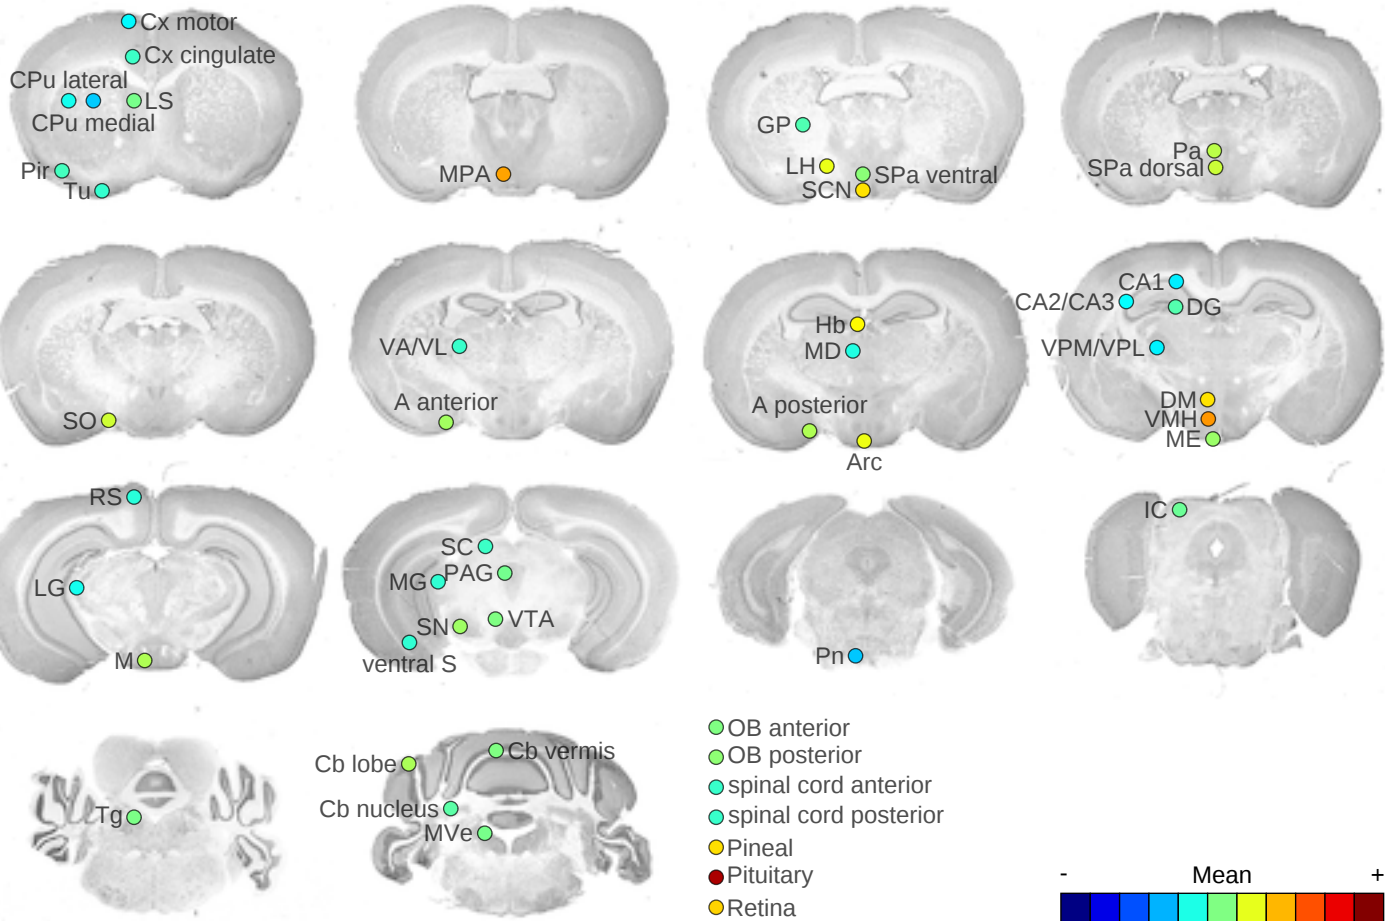 Cx motor
Cx cingulate
CPu lateral
LS
CPu medial
Pir
Tu
MPA
GP
LH
SPa ventral
SCN
Pa
SPa dorsal
SO
VA/VL
A anterior
Hb
MD
A posterior
Arc
CA1
CA2/CA3
DG
VPM/VPL
DM
VMH
ME
RS
LG
M
SC
MG
PAG
SN
VTA
ventral S
Pn
IC
Tg
Cb lobe
Cb vermis
Cb nucleus
MVe
OB anterior
OB posterior
spinal cord anterior
spinal cord posterior
Pineal
Pituitary
Retina
- Mean +